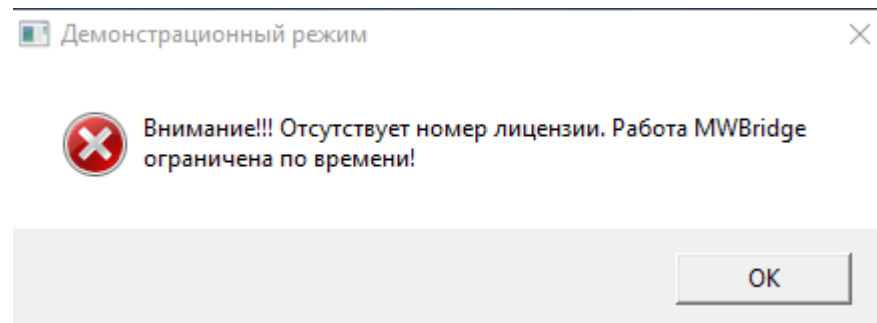 Демонстрационный режим
Внимание!!! Отсутствует номер лицензии. Работа MWBridge
ограничена по времени!
OK